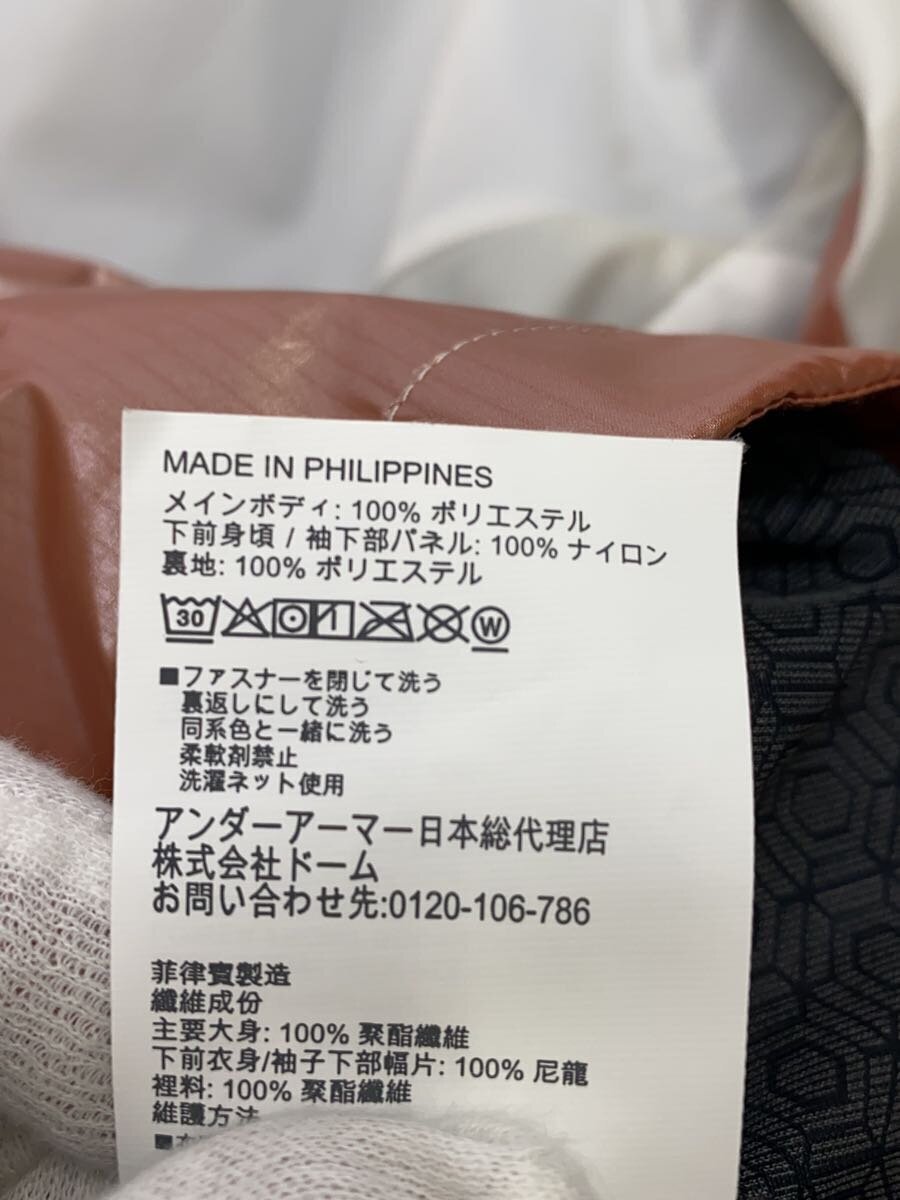 MADE IN PHILIPPINES
メインボディ: 100% ポリエステル
下前身頃 / 袖下部パネル: 100% ナイロン
裏地: 100% ポリエステル
30 W
■ファスナーを閉じて洗う
裏返しにして洗う
同系色と一緒に洗う
柔軟剤禁止
洗濯ネット使用
アンダーアーマー日本総代理店
株式会社ドーム
お問い合わせ先:0120-106-786
菲律賓製造
纖維成份
主要大身: 100% 聚酯纖維
下前衣身/袖子下部幅片: 100% 尼龍
裡料: 100% 聚酯纖維
維護方法